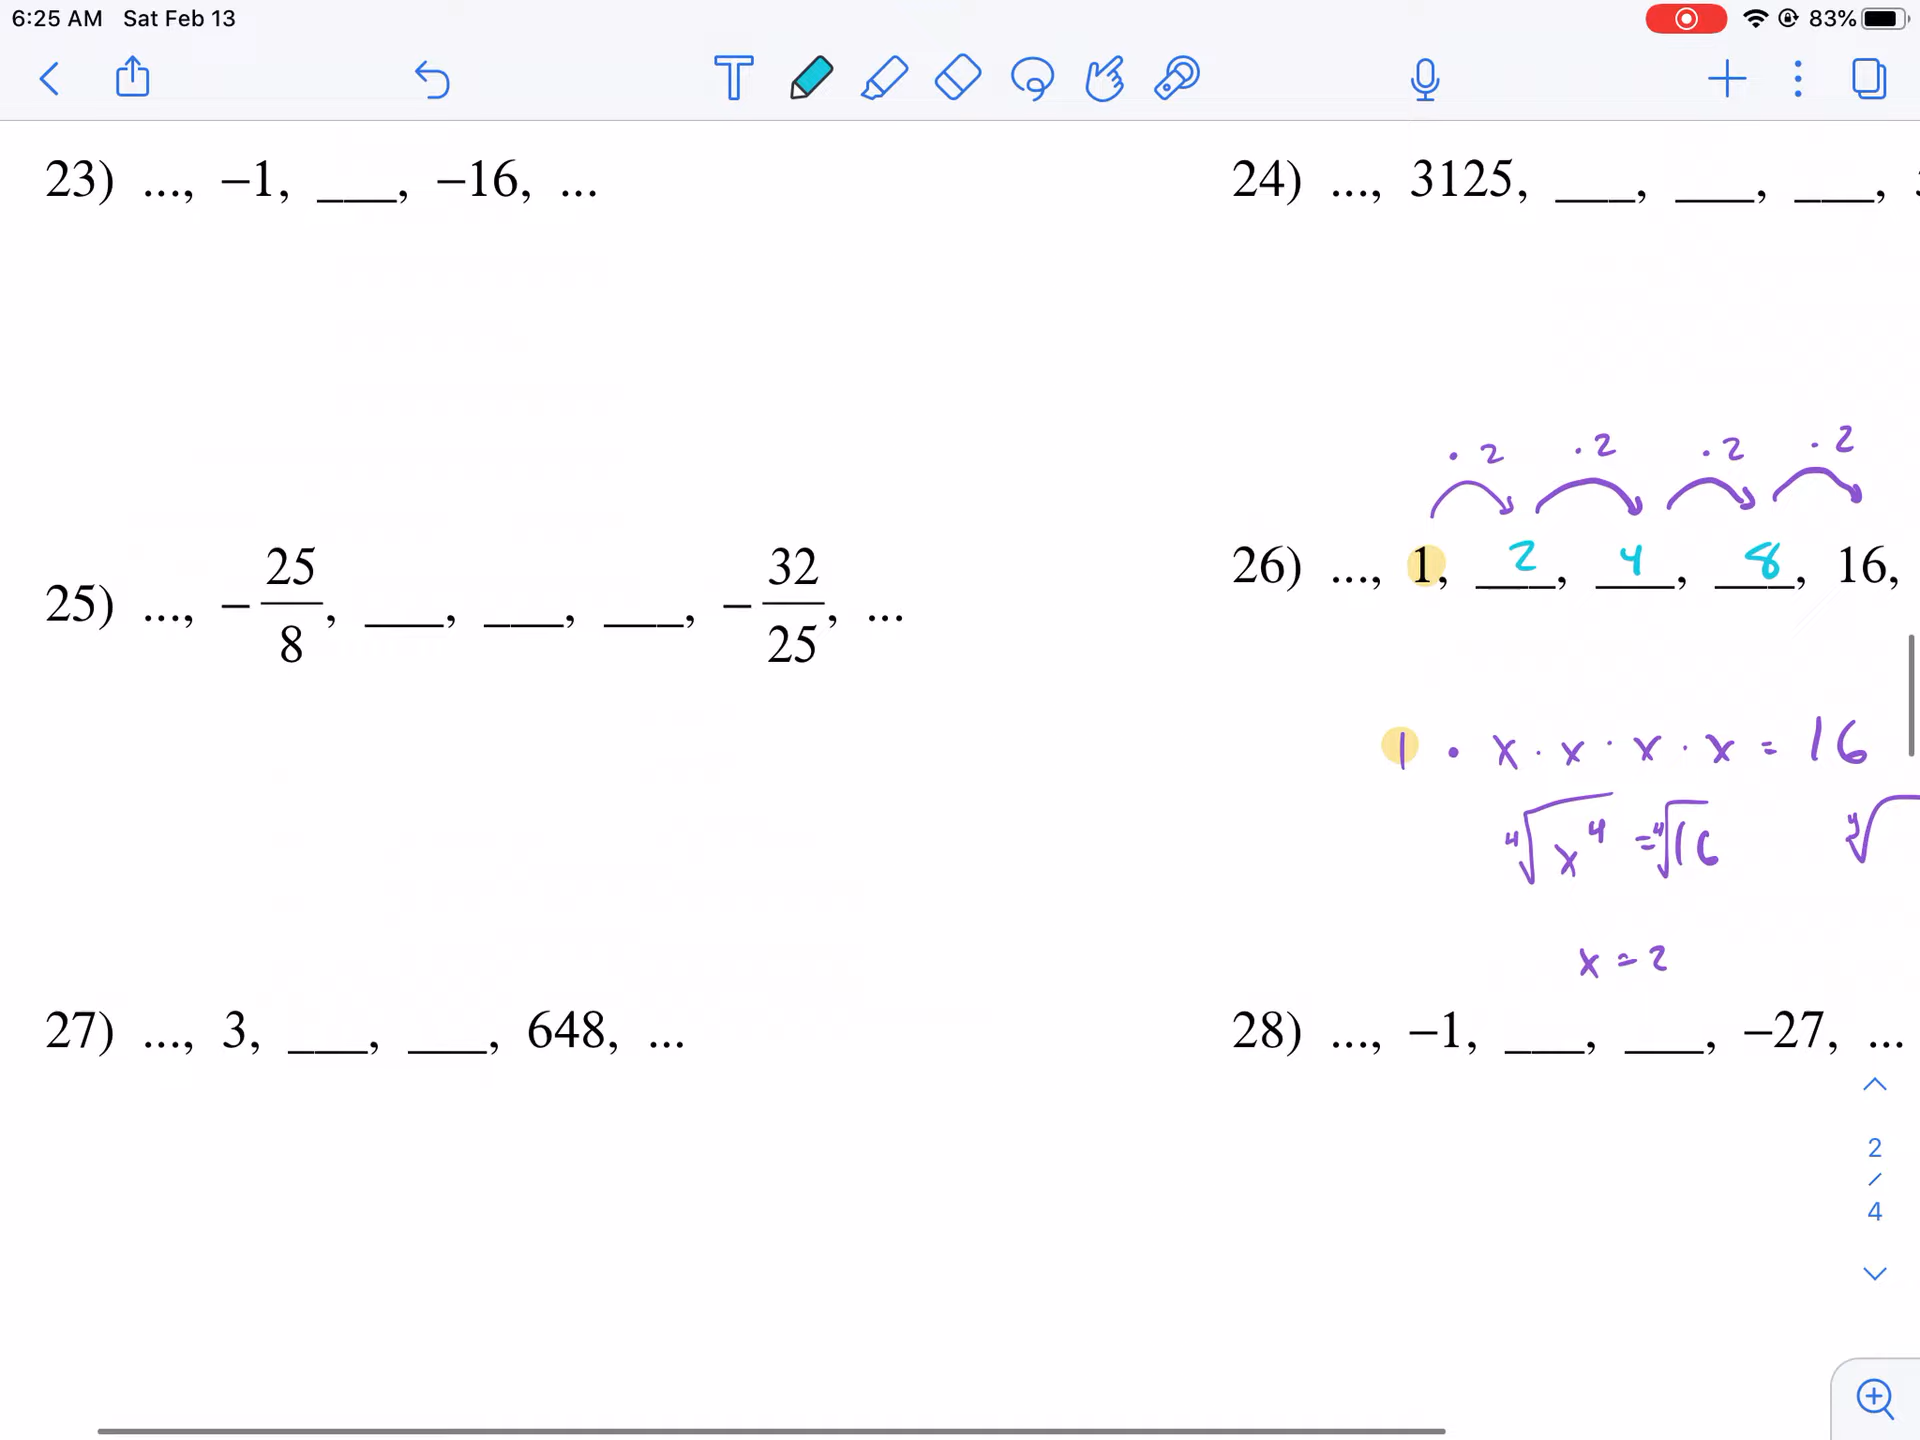 6:25 AM Sat Feb 13 83%
T
23) ..., −1, ___, −16, ...
24) ..., 3125, ___, ___, ___,
· 2 · 2 · 2 · 2
25) ..., −25/8, ___, ___, ___, −32/25, ...
26) ..., 1, 2, 4, 8, 16,
1 · x · x · x · x = 16
∜x⁴ = ∜16 ∜
x = 2
27) ..., 3, ___, ___, 648, ...
28) ..., −1, ___, ___, −27, ...
2
/
4